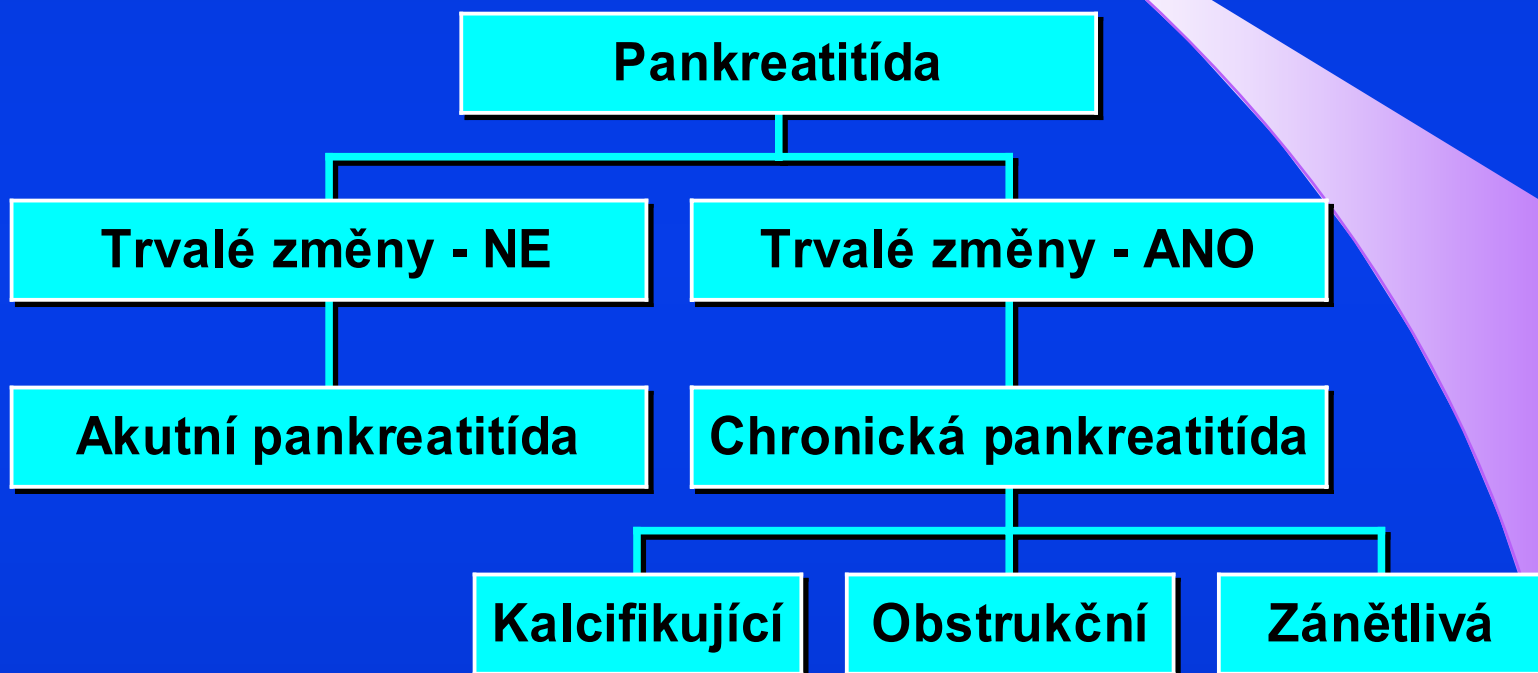 Pankreatitída
Trvalé změny - NE
Trvalé změny - ANO
Akutní pankreatitída
Chronická pankreatitída
Kalcifikující
Obstrukční
Zánětlivá